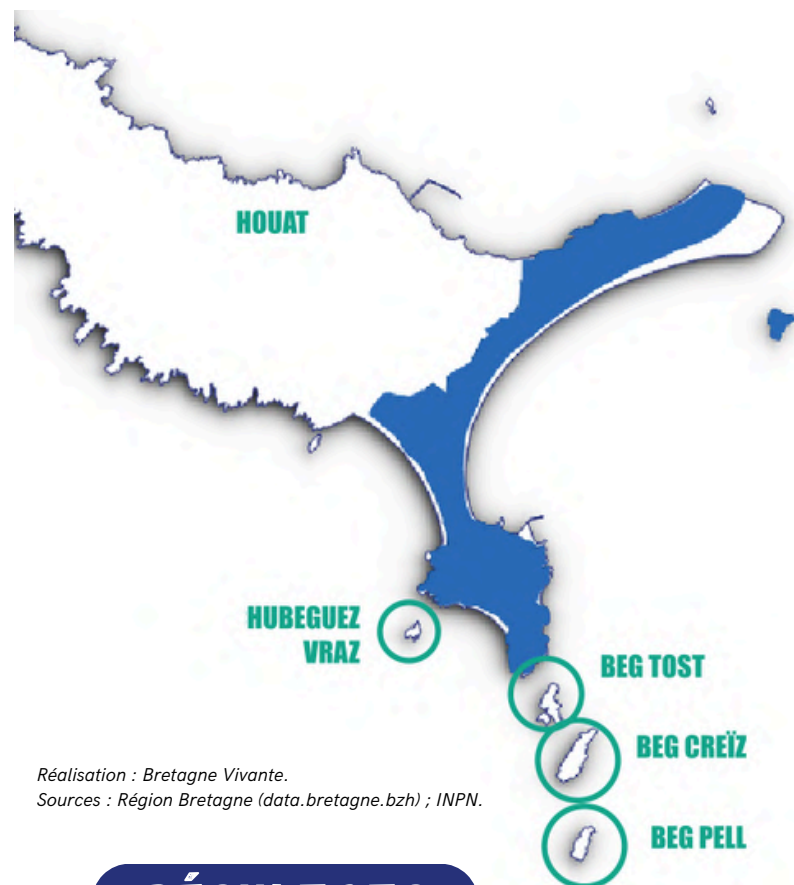 HOUAT
HUBEGUEZ
VRAZ
BEG TOST
BEG CREÏZ
BEG PELL
Réalisation : Bretagne Vivante.
Sources : Région Bretagne (data.bretagne.bzh) ; INPN.